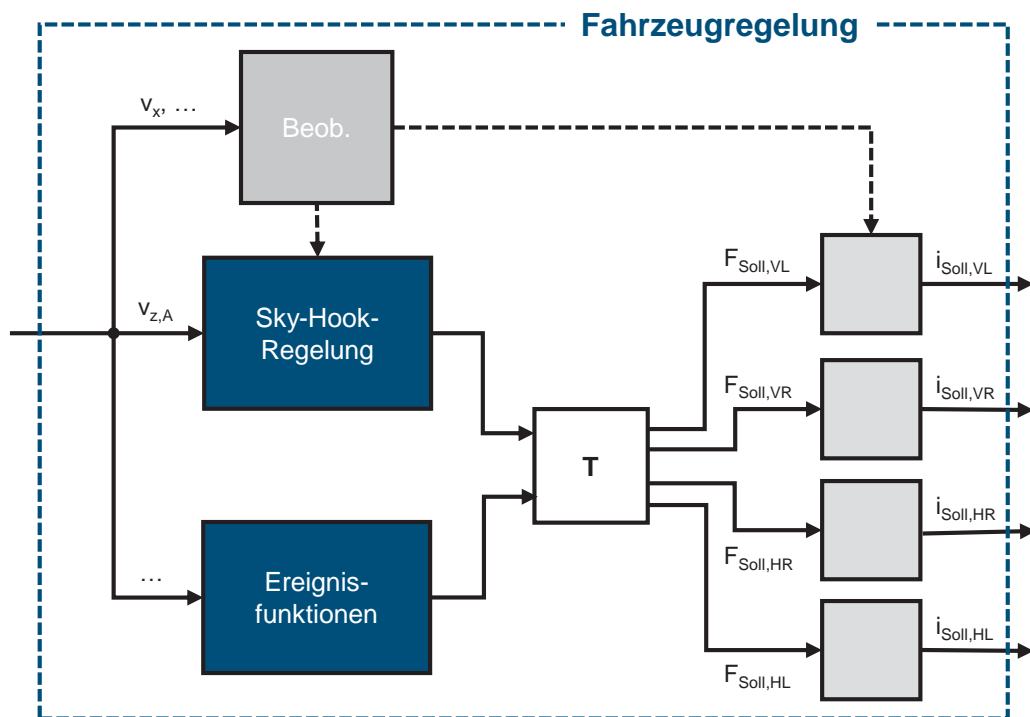 Fahrzeugregelung
vx, …
Beob.
vz,A
Sky-Hook-
Regelung
…
Ereignis-
funktionen
T
FSoll,VL
iSoll,VL
FSoll,VR
iSoll,VR
FSoll,HR
iSoll,HR
FSoll,HL
iSoll,HL